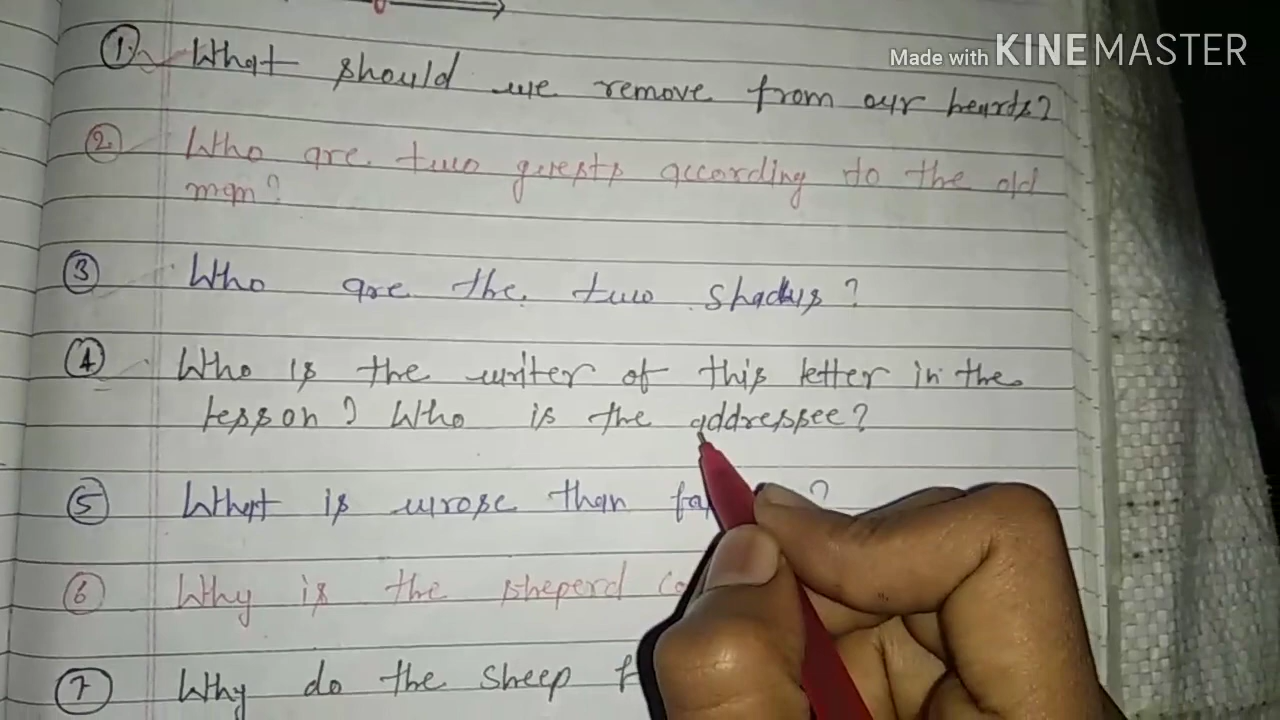 Made with KINEMASTER
1. What should we remove from our hearts?
2. Who are two guests according to the old
man?
3 Who are the two shadws?
4 Who is the writer of this letter in the
lesson? Who is the addressee?
5 What is wrose than ?
6 Why is the sheperd
7 Why do the sheep